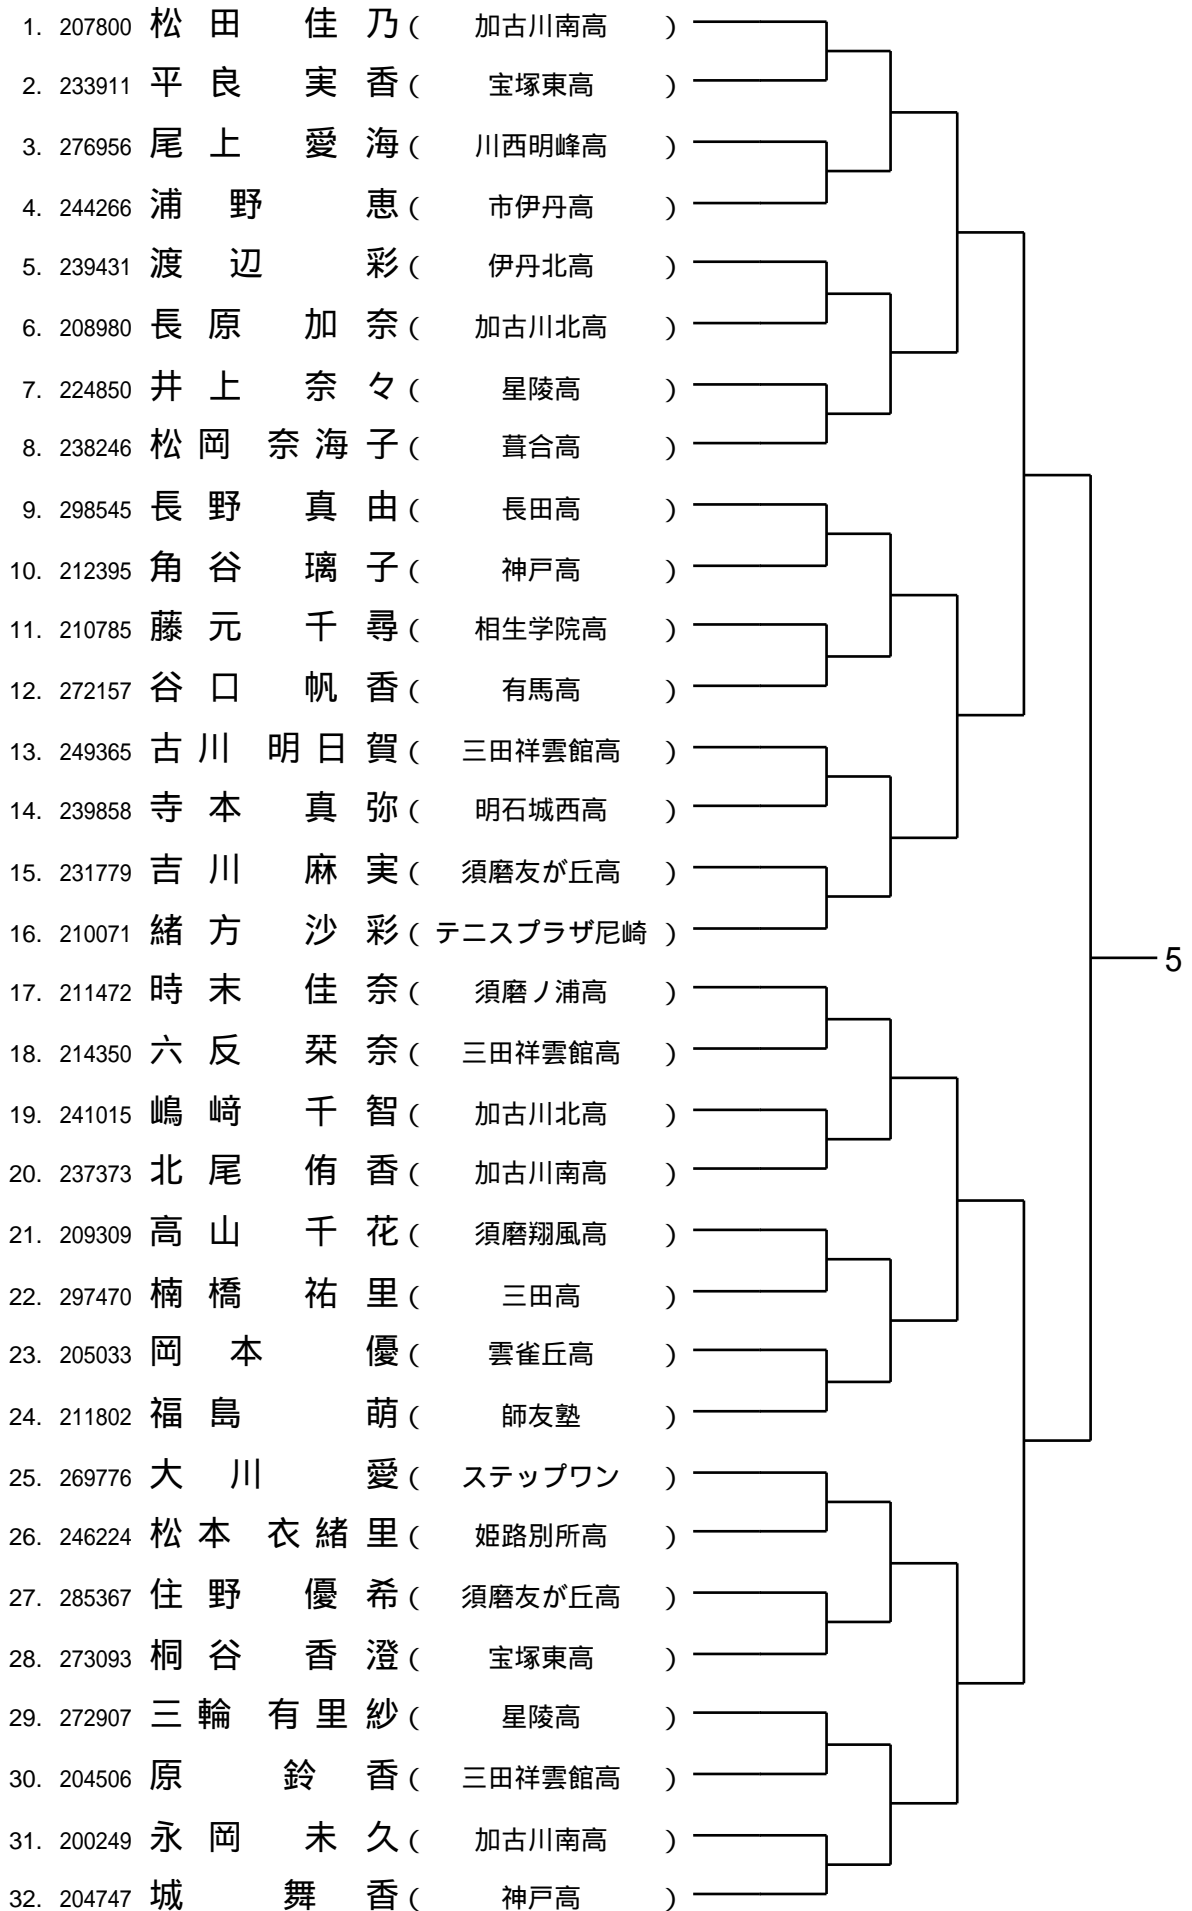 1. 207800 松田 佳乃 ( 加古川南高 )
2. 233911 平良 実香 ( 宝塚東高 )
3. 276956 尾上 愛海 ( 川西明峰高 )
4. 244266 浦野 恵 ( 市伊丹高 )
5. 239431 渡辺 彩 ( 伊丹北高 )
6. 208980 長原 加奈 ( 加古川北高 )
7. 224850 井上 奈々 ( 星陵高 )
8. 238246 松岡 奈海子 ( 葺合高 )
9. 298545 長野 真由 ( 長田高 )
10. 212395 角谷 璃子 ( 神戸高 )
11. 210785 藤元 千尋 ( 相生学院高 )
12. 272157 谷口 帆香 ( 有馬高 )
13. 249365 古川 明日賀 ( 三田祥雲館高 )
14. 239858 寺本 真弥 ( 明石城西高 )
15. 231779 吉川 麻実 ( 須磨友が丘高 )
16. 210071 緒方 沙彩 ( テニスプラザ尼崎 )
5
17. 211472 時末 佳奈 ( 須磨ノ浦高 )
18. 214350 六反 栞奈 ( 三田祥雲館高 )
19. 241015 嶋﨑 千智 ( 加古川北高 )
20. 237373 北尾 侑香 ( 加古川南高 )
21. 209309 高山 千花 ( 須磨翔風高 )
22. 297470 楠橋 祐里 ( 三田高 )
23. 205033 岡本 優 ( 雲雀丘高 )
24. 211802 福島 萌 ( 師友塾 )
25. 269776 大川 愛 ( ステップワン )
26. 246224 松本 衣緒里 ( 姫路別所高 )
27. 285367 住野 優希 ( 須磨友が丘高 )
28. 273093 桐谷 香澄 ( 宝塚東高 )
29. 272907 三輪 有里紗 ( 星陵高 )
30. 204506 原 鈴香 ( 三田祥雲館高 )
31. 200249 永岡 未久 ( 加古川南高 )
32. 204747 城 舞香 ( 神戸高 )